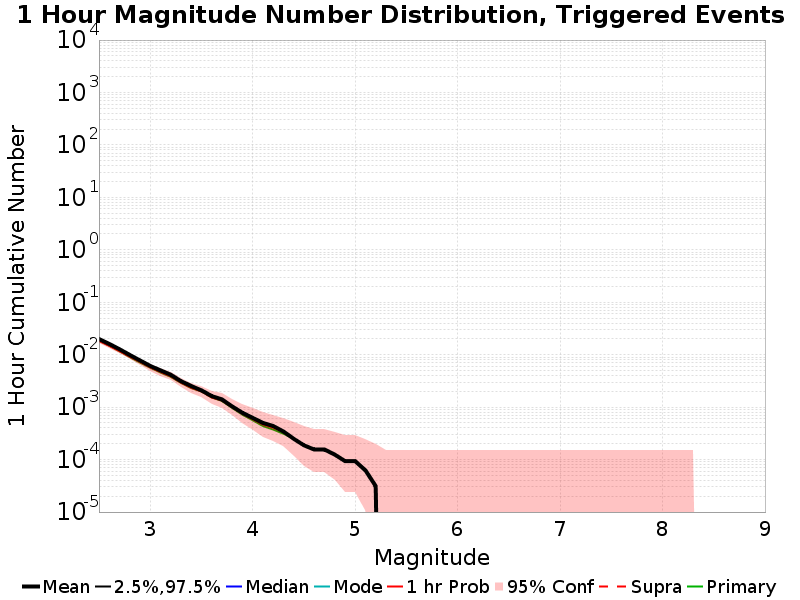 1 Hour Magnitude Number Distribution, Triggered Events
10^4
10^3
10^2
10^1
10^0
10^-1
10^-2
10^-3
10^-4
10^-5
1 Hour Cumulative Number
3 4 5 6 7 8 9
Magnitude
Mean 2.5%,97.5% Median Mode 1 hr Prob 95% Conf Supra Primary